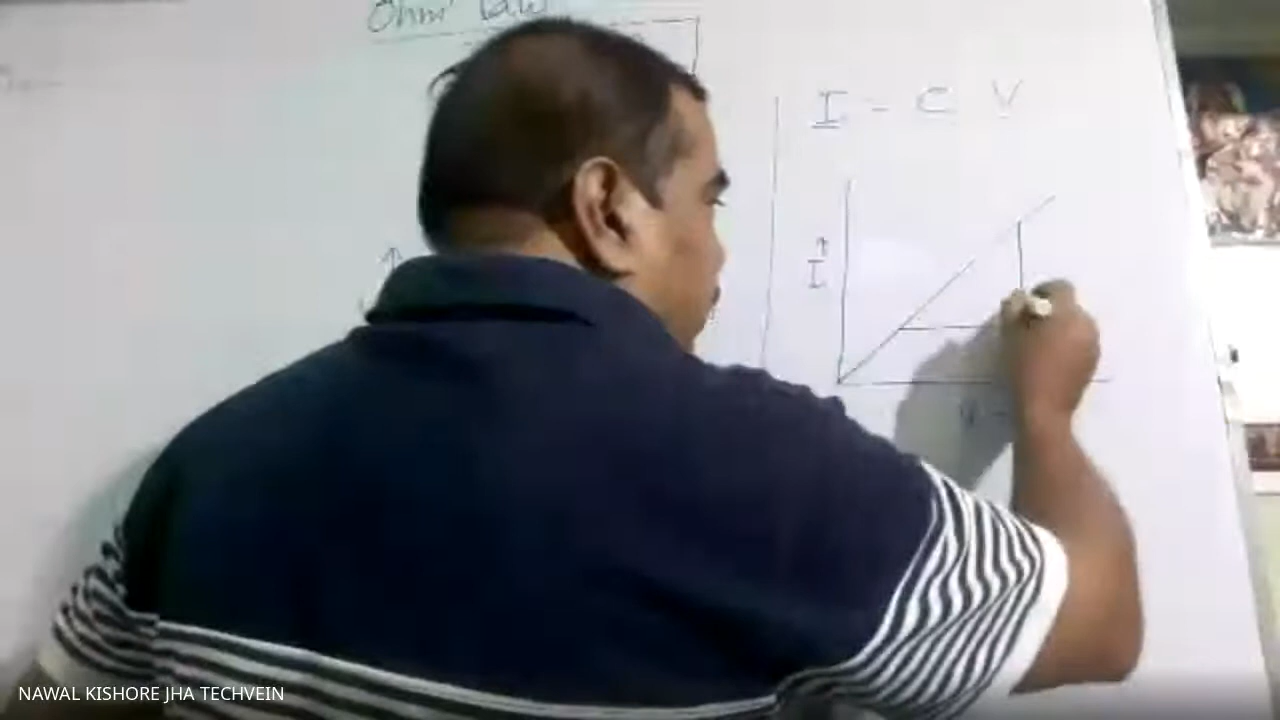 Ohm' Law
I = C V
I
V
NAWAL KISHORE JHA TECHVEIN